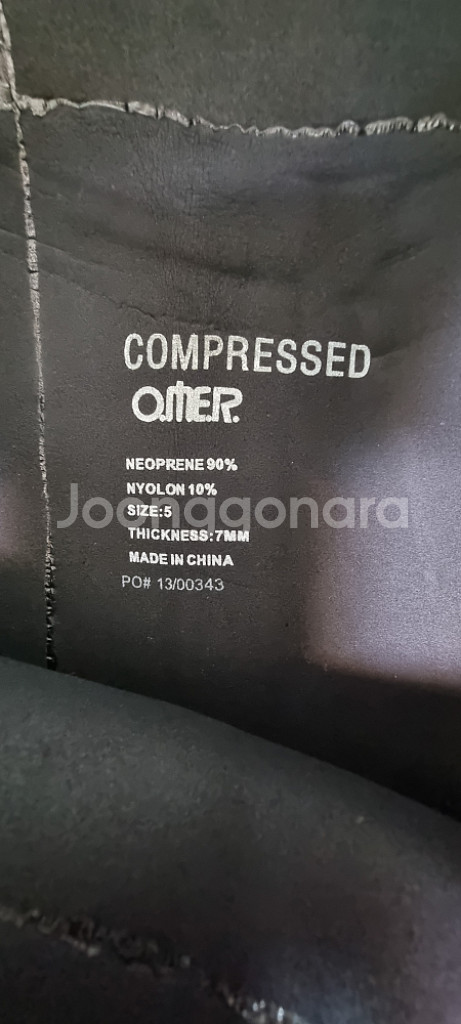 COMPRESSED
O.ME.R.
NEOPRENE 90%
NYOLON 10%
Joonggonara
SIZE:5
THICKNESS:7MM
MADE IN CHINA
PO# 13/00343